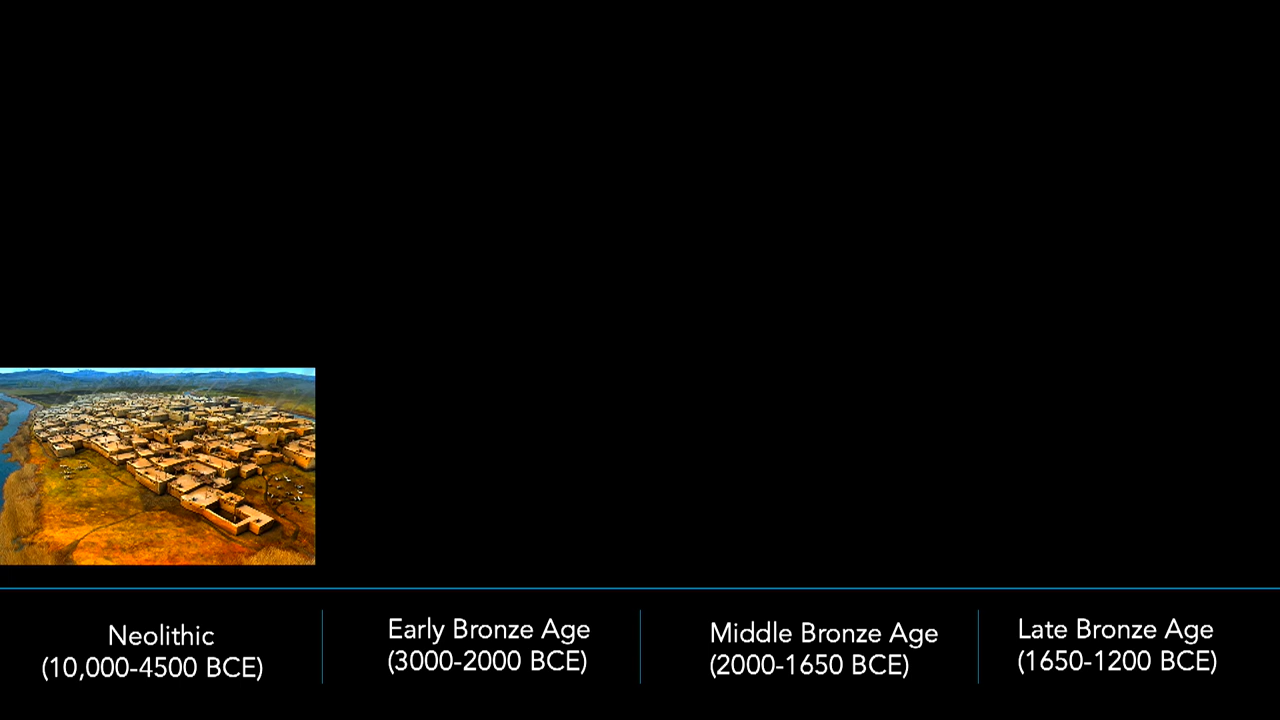 Neolithic
(10,000-4500 BCE)
Early Bronze Age
(3000-2000 BCE)
Middle Bronze Age
(2000-1650 BCE)
Late Bronze Age
(1650-1200 BCE)